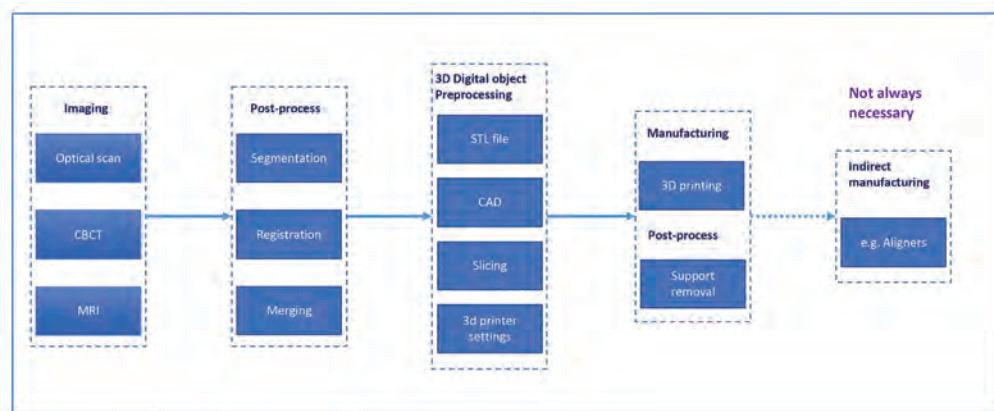 Imaging
Optical scan
CBCT
MRI
Post-process
Segmentation
Registration
Merging
3D Digital object
Preprocessing
STL file
CAD
Slicing
3d printer
settings
Manufacturing
3D printing
Post-process
Support
removal
Not always
necessary
Indirect
manufacturing
e.g. Aligners